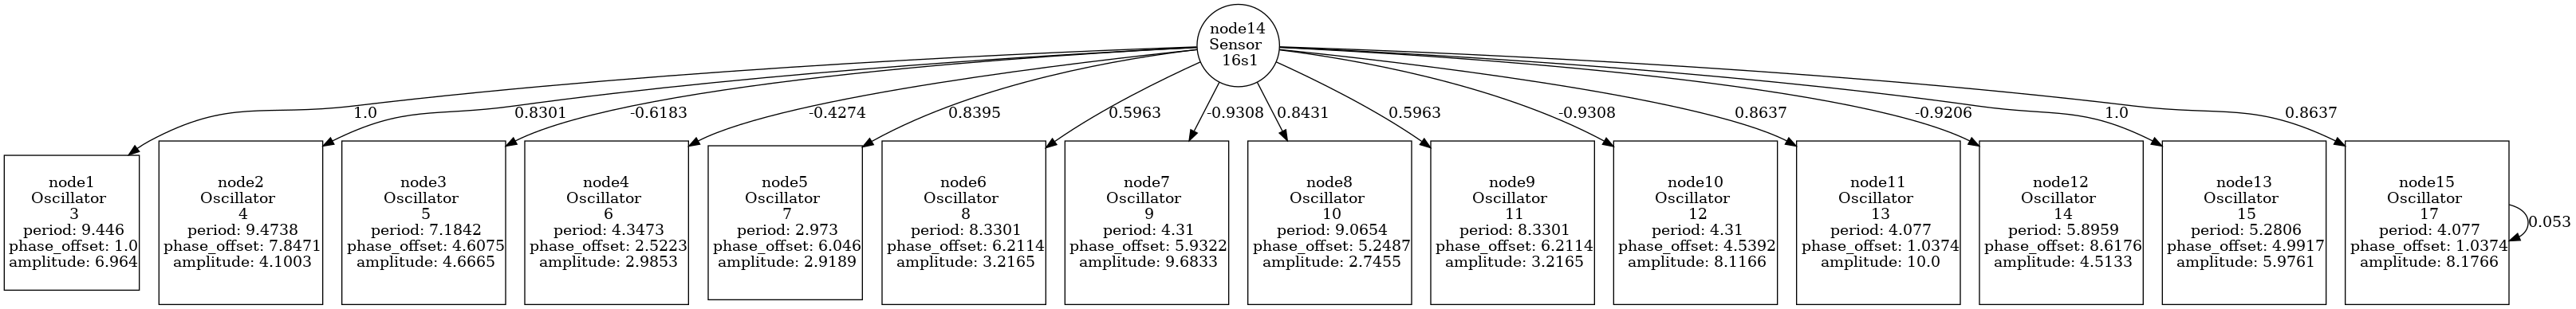 node14
Sensor
16s1
1.0
0.8301
-0.6183
-0.4274
0.8395
0.5963
-0.9308
0.8431
0.5963
-0.9308
0.8637
-0.9206
1.0
0.8637
node1
Oscillator
3
period: 9.446
phase_offset: 1.0
amplitude: 6.964
node2
Oscillator
4
period: 9.4738
phase_offset: 7.8471
amplitude: 4.1003
node3
Oscillator
5
period: 7.1842
phase_offset: 4.6075
amplitude: 4.6665
node4
Oscillator
6
period: 4.3473
phase_offset: 2.5223
amplitude: 2.9853
node5
Oscillator
7
period: 2.973
phase_offset: 6.046
amplitude: 2.9189
node6
Oscillator
8
period: 8.3301
phase_offset: 6.2114
amplitude: 3.2165
node7
Oscillator
9
period: 4.31
phase_offset: 5.9322
amplitude: 9.6833
node8
Oscillator
10
period: 9.0654
phase_offset: 5.2487
amplitude: 2.7455
node9
Oscillator
11
period: 8.3301
phase_offset: 6.2114
amplitude: 3.2165
node10
Oscillator
12
period: 4.31
phase_offset: 4.5392
amplitude: 8.1166
node11
Oscillator
13
period: 4.077
phase_offset: 1.0374
amplitude: 10.0
node12
Oscillator
14
period: 5.8959
phase_offset: 8.6176
amplitude: 4.5133
node13
Oscillator
15
period: 5.2806
phase_offset: 4.9917
amplitude: 5.9761
node15
Oscillator
17
period: 4.077
phase_offset: 1.0374
amplitude: 8.1766
0.053